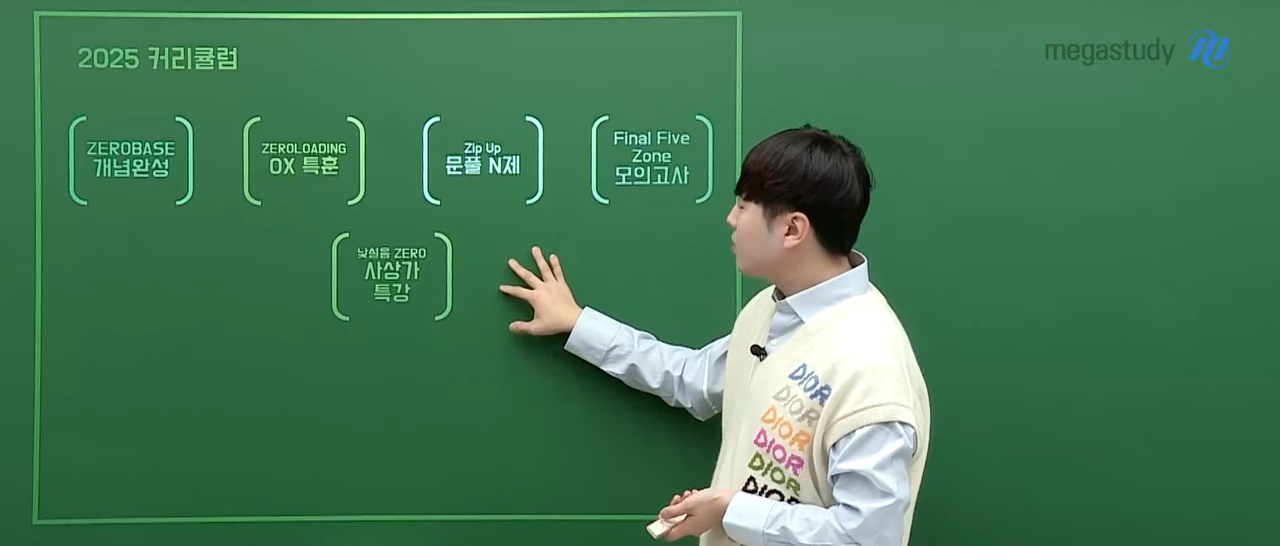 2025 커리큘럼
megastudy
ZEROBASE
개념완성
ZEROLOADING
OX 특훈
Zip Up
문풀 N제
Final Five
Zone
모의고사
낯설음 ZERO
사상가
특강
DIOR
DIOR
DIOR
DIOR
DIOR
DIOR